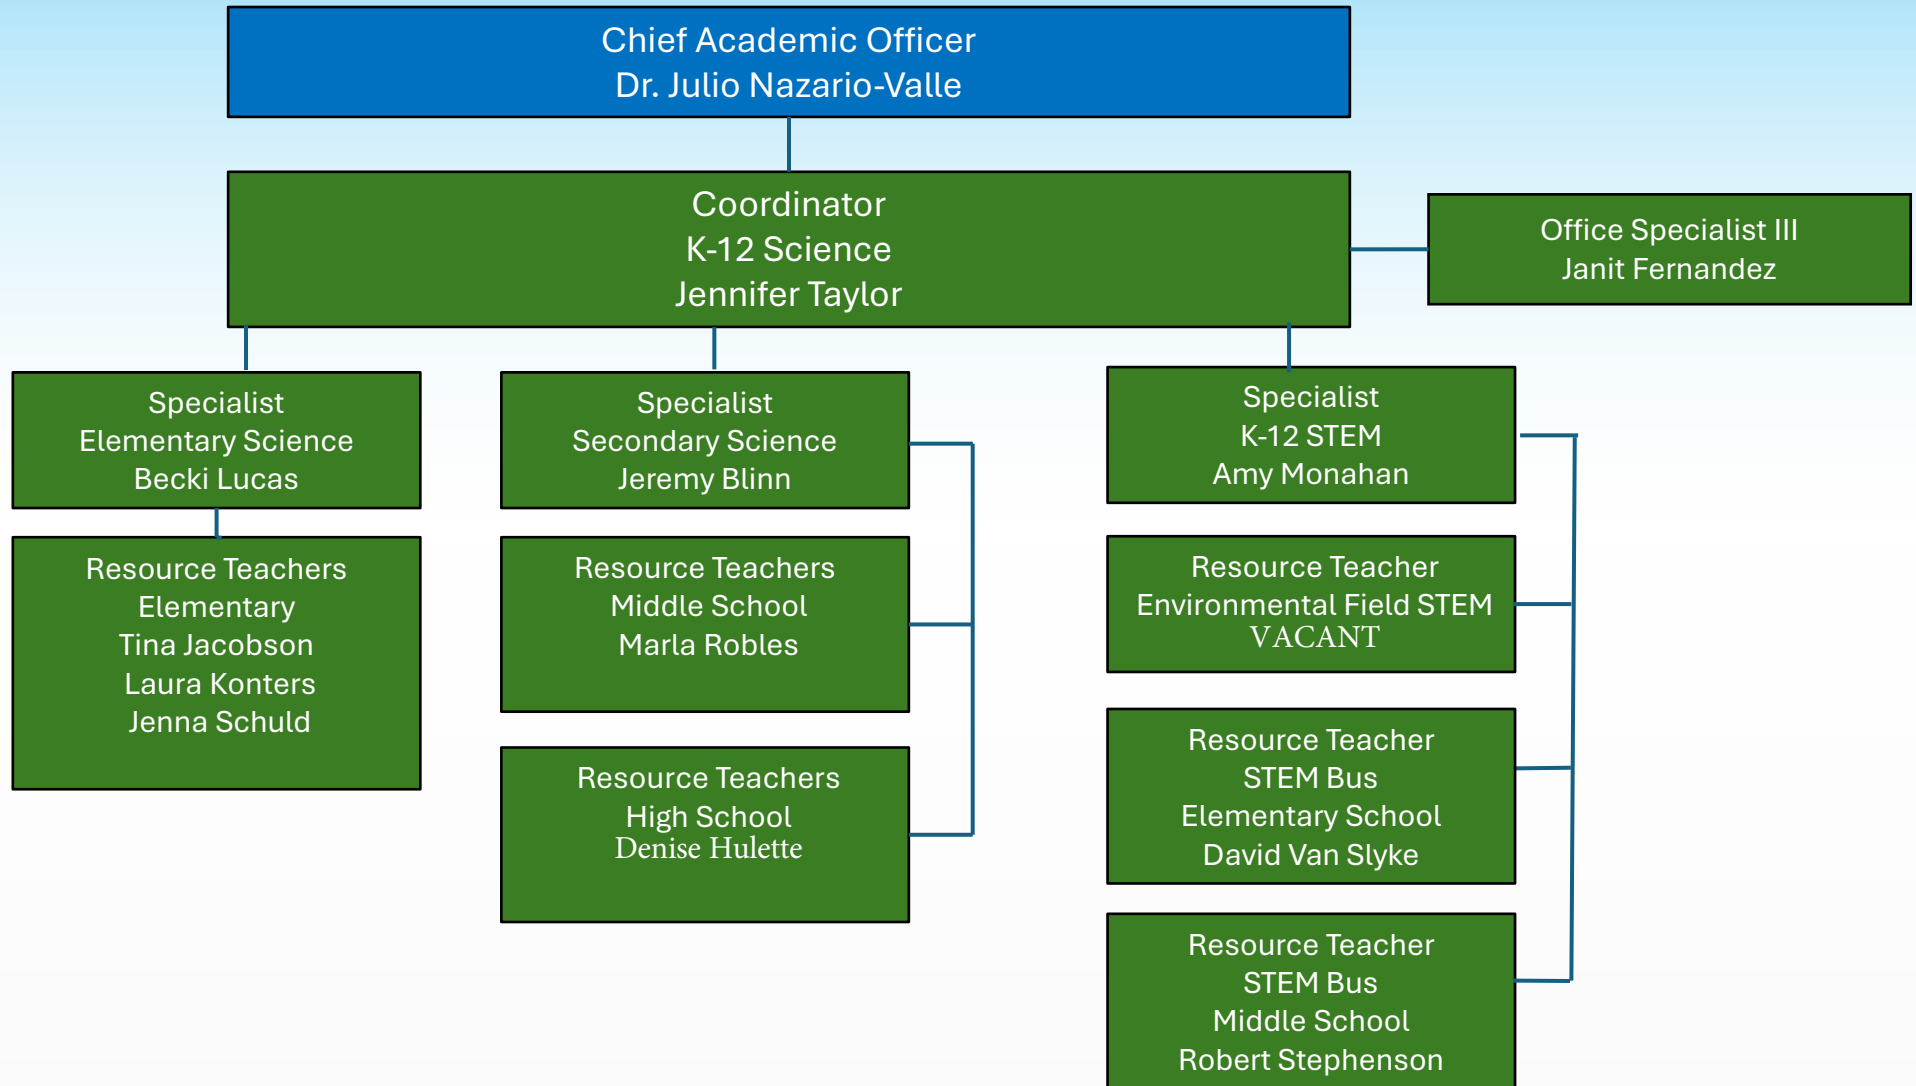 Chief Academic Officer
Dr. Julio Nazario-Valle
Coordinator
K-12 Science
Jennifer Taylor
Office Specialist III
Janit Fernandez
Specialist
Elementary Science
Becki Lucas
Resource Teachers
Elementary
Tina Jacobson
Laura Konters
Jenna Schuld
Specialist
Secondary Science
Jeremy Blinn
Resource Teachers
Middle School
Marla Robles
Resource Teachers
High School
Denise Hulette
Specialist
K-12 STEM
Amy Monahan
Resource Teacher
Environmental Field STEM
VACANT
Resource Teacher
STEM Bus
Elementary School
David Van Slyke
Resource Teacher
STEM Bus
Middle School
Robert Stephenson